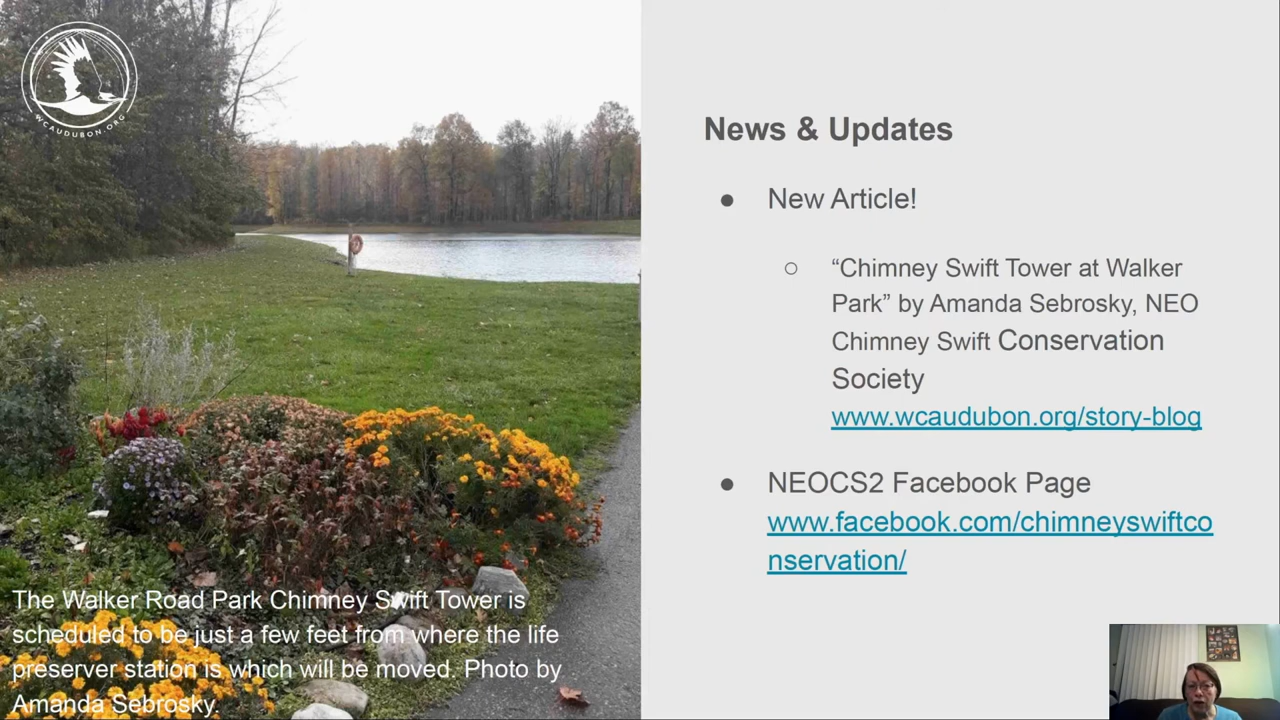 WCAUDUBON.ORG
News & Updates
● New Article!
○ “Chimney Swift Tower at Walker
Park” by Amanda Sebrosky, NEO
Chimney Swift Conservation
Society
www.wcaudubon.org/story-blog
● NEOCS2 Facebook Page
www.facebook.com/chimneyswiftco
nservation/
The Walker Road Park Chimney Swift Tower is
scheduled to be just a few feet from where the life
preserver station is which will be moved. Photo by
Amanda Sebrosky.